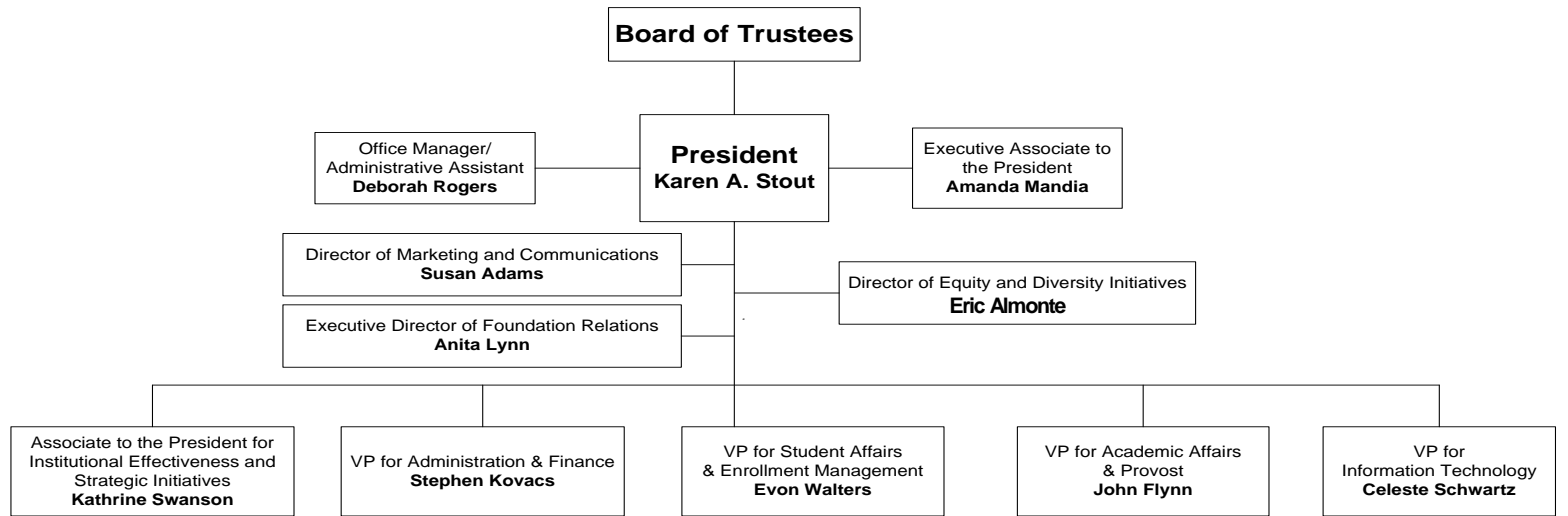 Board of Trustees
Office Manager/
Administrative Assistant
Deborah Rogers
President
Karen A. Stout
Executive Associate to
the President
Amanda Mandia
Director of Marketing and Communications
Susan Adams
Director of Equity and Diversity Initiatives
Eric Almonte
Executive Director of Foundation Relations
Anita Lynn
Associate to the President for
Institutional Effectiveness and
Strategic Initiatives
Kathrine Swanson
VP for Administration & Finance
Stephen Kovacs
VP for Student Affairs
& Enrollment Management
Evon Walters
VP for Academic Affairs
& Provost
John Flynn
VP for
Information Technology
Celeste Schwartz